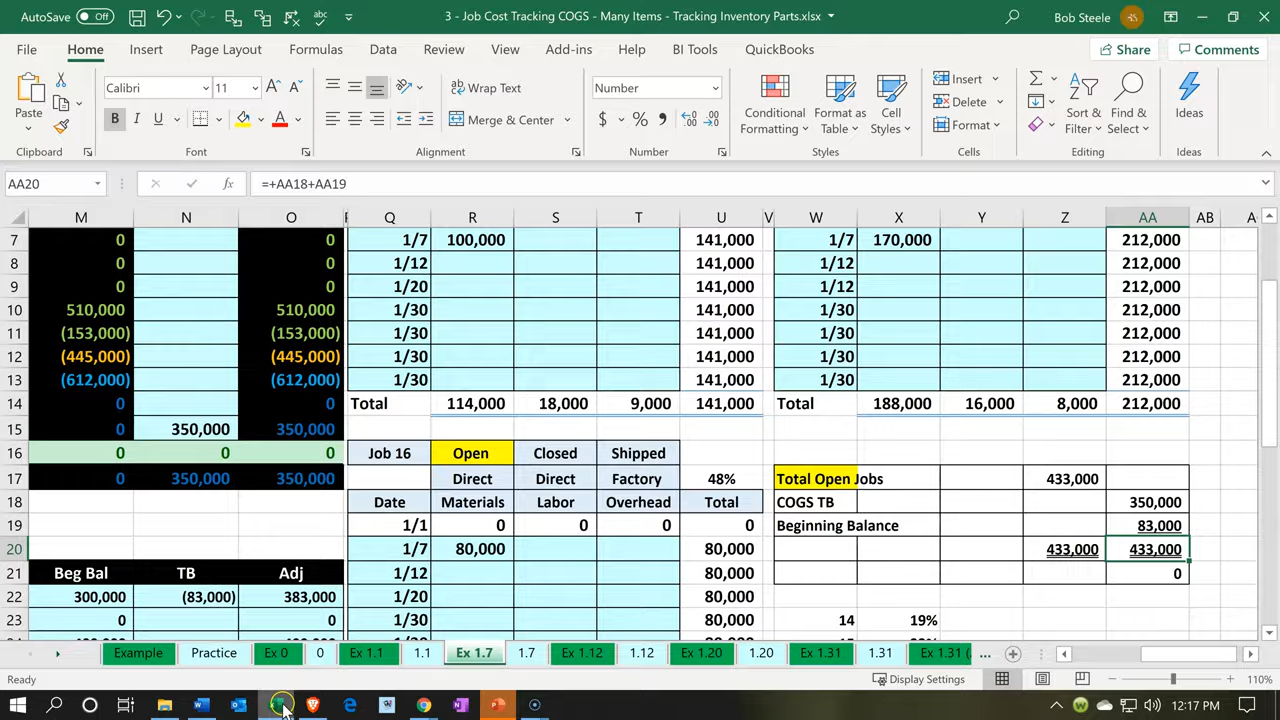 AutoSave Off 3 - Job Cost Tracking COGS - Many Items - Tracking Inventory Parts.xlsx Bob Steele
File Home Insert Page Layout Formulas Data Review View Add-ins Help BI Tools QuickBooks Share Comments
Calibri 11 Wrap Text Number Insert
Paste B I U A Merge & Center $ % Conditional Formatting Format as Table Cell Styles Delete Format Sort & Filter Find & Select Ideas
Clipboard Font Alignment Number Styles Cells Editing Ideas
AA20 fx =+AA18+AA19
M N O Q R S T U V W X Y Z AA AB
7 0 0 1/7 100,000 141,000 1/7 170,000 212,000
8 0 0 1/12 141,000 1/12 212,000
9 0 0 1/20 141,000 1/12 212,000
10 510,000 510,000 1/30 141,000 1/30 212,000
11 (153,000) (153,000) 1/30 141,000 1/30 212,000
12 (445,000) (445,000) 1/30 141,000 1/30 212,000
13 (612,000) (612,000) 1/30 141,000 1/30 212,000
14 0 0 Total 114,000 18,000 9,000 141,000 Total 188,000 16,000 8,000 212,000
15 0 350,000 350,000
16 0 0 0 Job 16 Open Closed Shipped
17 0 350,000 350,000 Direct Direct Factory 48% Total Open Jobs 433,000
18 Date Materials Labor Overhead Total COGS TB 350,000
19 1/1 0 0 0 0 Beginning Balance 83,000
20 1/7 80,000 80,000 433,000 433,000
21 Beg Bal TB Adj 1/12 80,000 0
22 300,000 (83,000) 383,000 1/20 80,000
23 0 0 1/30 80,000 14 19%
Example Practice Ex 0 0 Ex 1.1 1.1 Ex 1.7 1.7 Ex 1.12 1.12 Ex 1.20 1.20 Ex 1.31 1.31 Ex 1.31 ( ...
Ready Display Settings 110%
12:17 PM